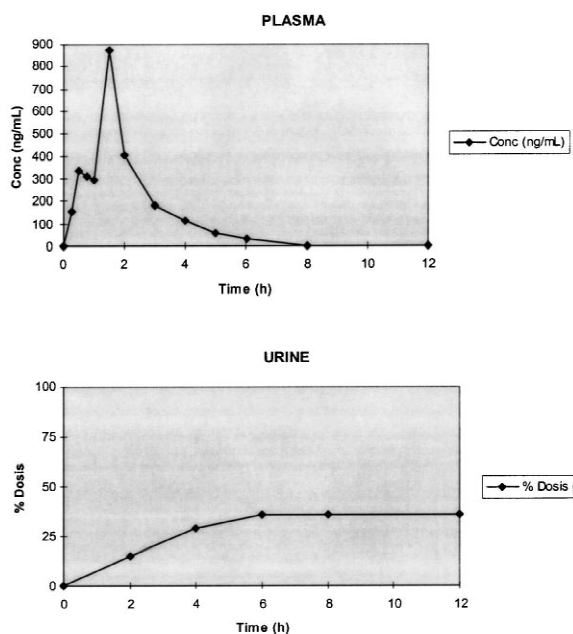 PLASMA
900
800
700
600
500
400
300
200
100
0
Conc (ng/mL)
0 2 4 6 8 10 12
Time (h)
Conc (ng/mL)
URINE
100
75
50
25
0
% Dosis
0 2 4 6 8 10 12
Time (h)
% Dosis